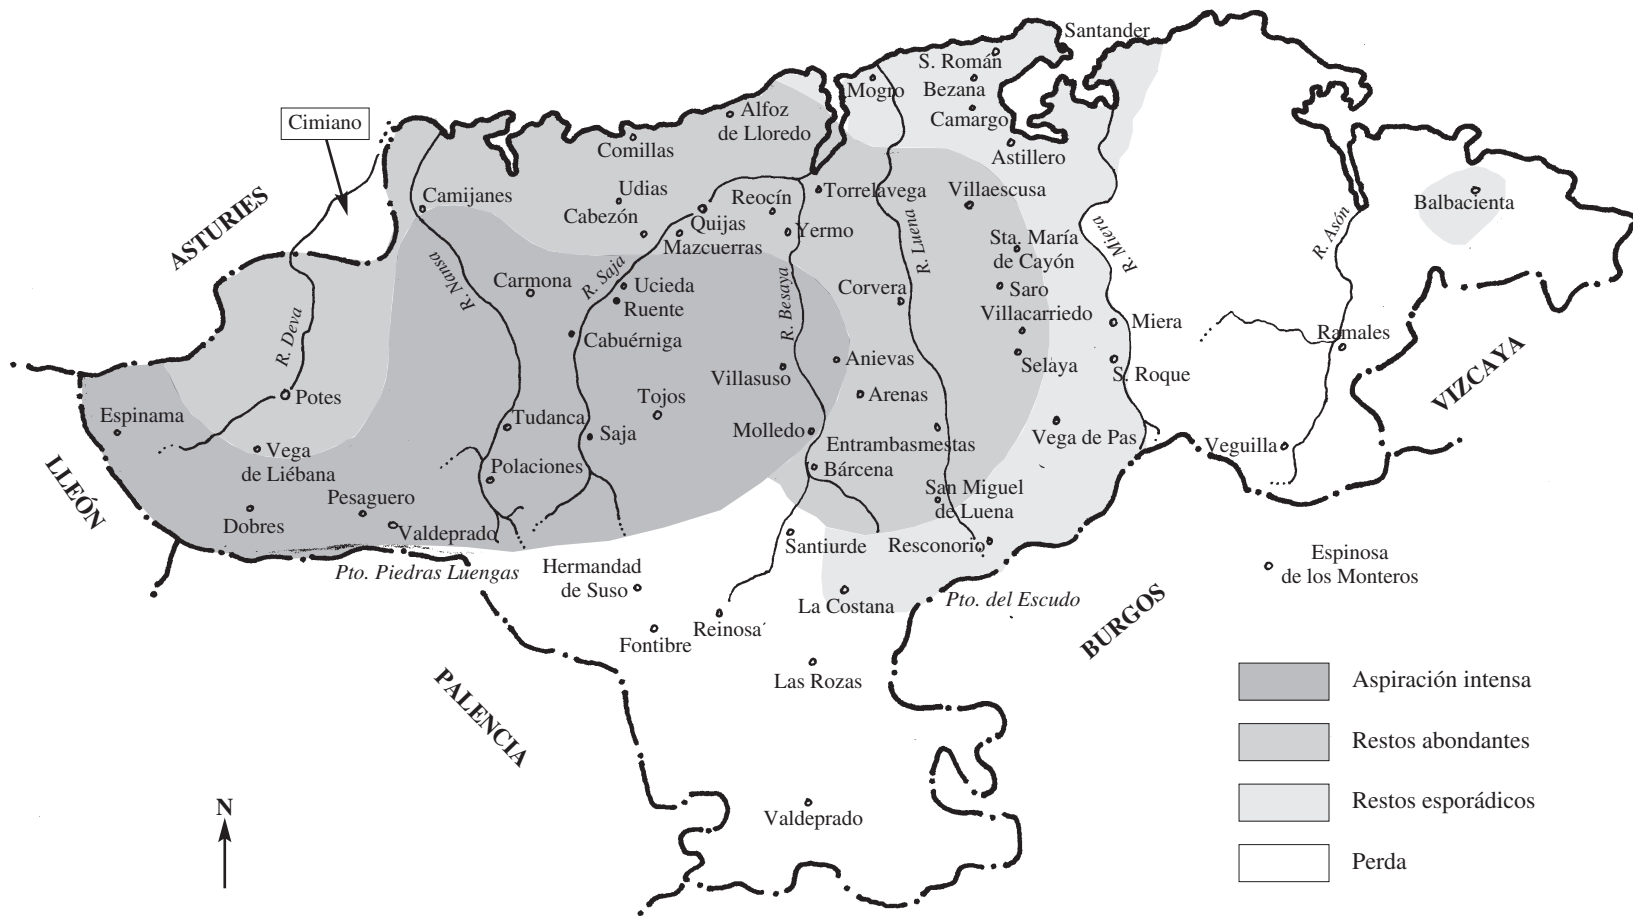 Santander
S. Román
Mogro
Bezana
Camargo
Astillero
Cimiano
Alfoz
de Lloredo
Comillas
ASTURIES
Camijanes
Udias
Cabezón
Quijas
Mazcuerras
Reocín
Torrelavega
Yermo
Villaescusa
Balbacienta
R. Nansa
R. Saja
R. Besaya
R. Luena
R. Miera
R. Asón
R. Deva
Sta. María
de Cayón
Carmona
Ucieda
Ruente
Corvera
Saro
Villacarriedo
Miera
Cabuérniga
Anievas
Selaya
S. Roque
Ramales
Villasuso
Arenas
VIZCAYA
Potes
Espinama
Tudanca
Tojos
Saja
Molledo
Entrambasmestas
Vega de Pas
Veguilla
Vega
de Liébana
Polaciones
Bárcena
LLEÓN
Pesaguero
San Miguel
de Luena
Dobres
Valdeprado
Santiurde
Resconorio
Pto. Piedras Luengas
Hermandad
de Suso
Espinosa
de los Monteros
La Costana
Pto. del Escudo
Reinosa
Fontibre
BURGOS
Las Rozas
PALENCIA
Valdeprado
N
Aspiración intensa
Restos abondantes
Restos esporádicos
Perda